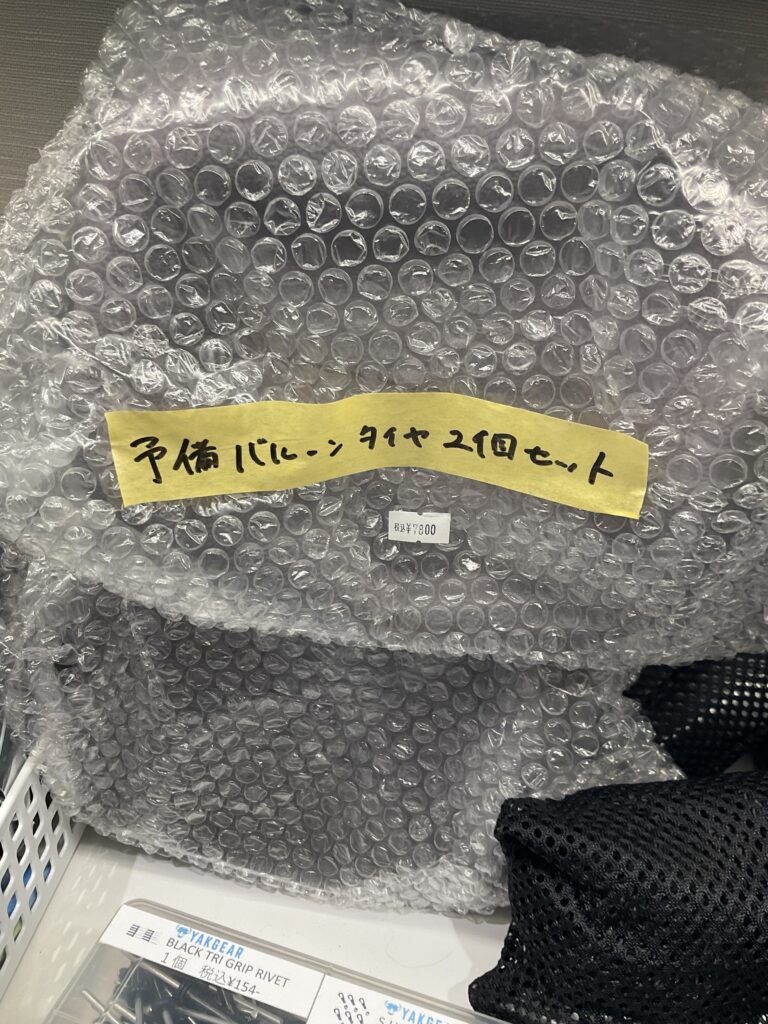 予備バルーンタイヤ2個セット
税込¥7800
YAKGEAR
BLACK TRI GRIP RIVET
1個 税込¥154-
YAKGEAR